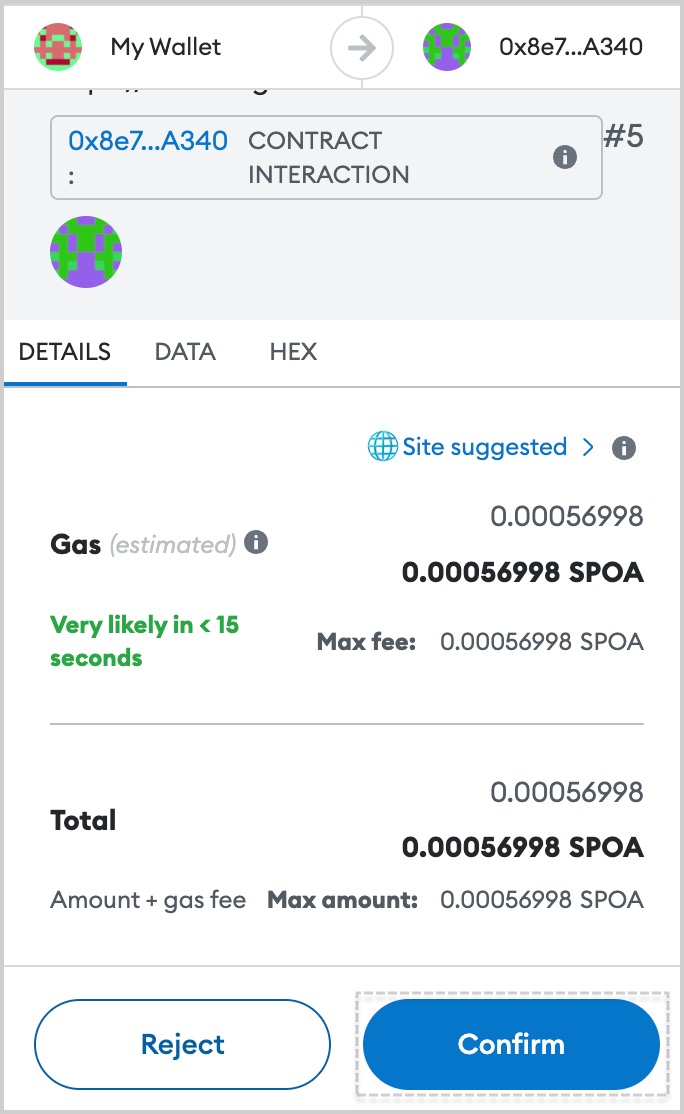 My Wallet
0x8e7...A340
0x8e7...A340
:
CONTRACT
INTERACTION
#5
DETAILS
DATA
HEX
Site suggested
Gas (estimated)
0.00056998
0.00056998 SPOA
Very likely in < 15
seconds
Max fee: 0.00056998 SPOA
Total
0.00056998
0.00056998 SPOA
Amount + gas fee Max amount: 0.00056998 SPOA
Reject
Confirm